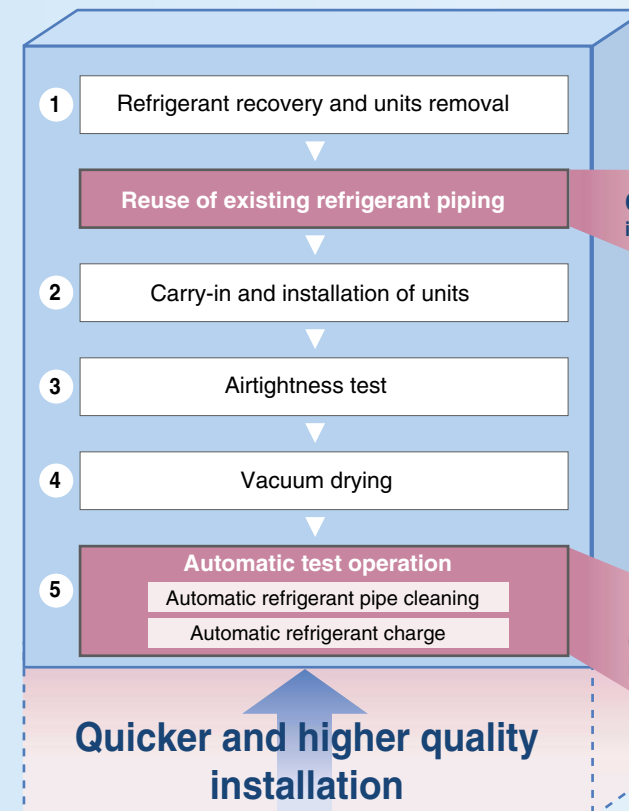 1 Refrigerant recovery and units removal
Reuse of existing refrigerant piping
2 Carry-in and installation of units
3 Airtightness test
4 Vacuum drying
5 Automatic test operation
Automatic refrigerant pipe cleaning
Automatic refrigerant charge
Quicker and higher quality
installation